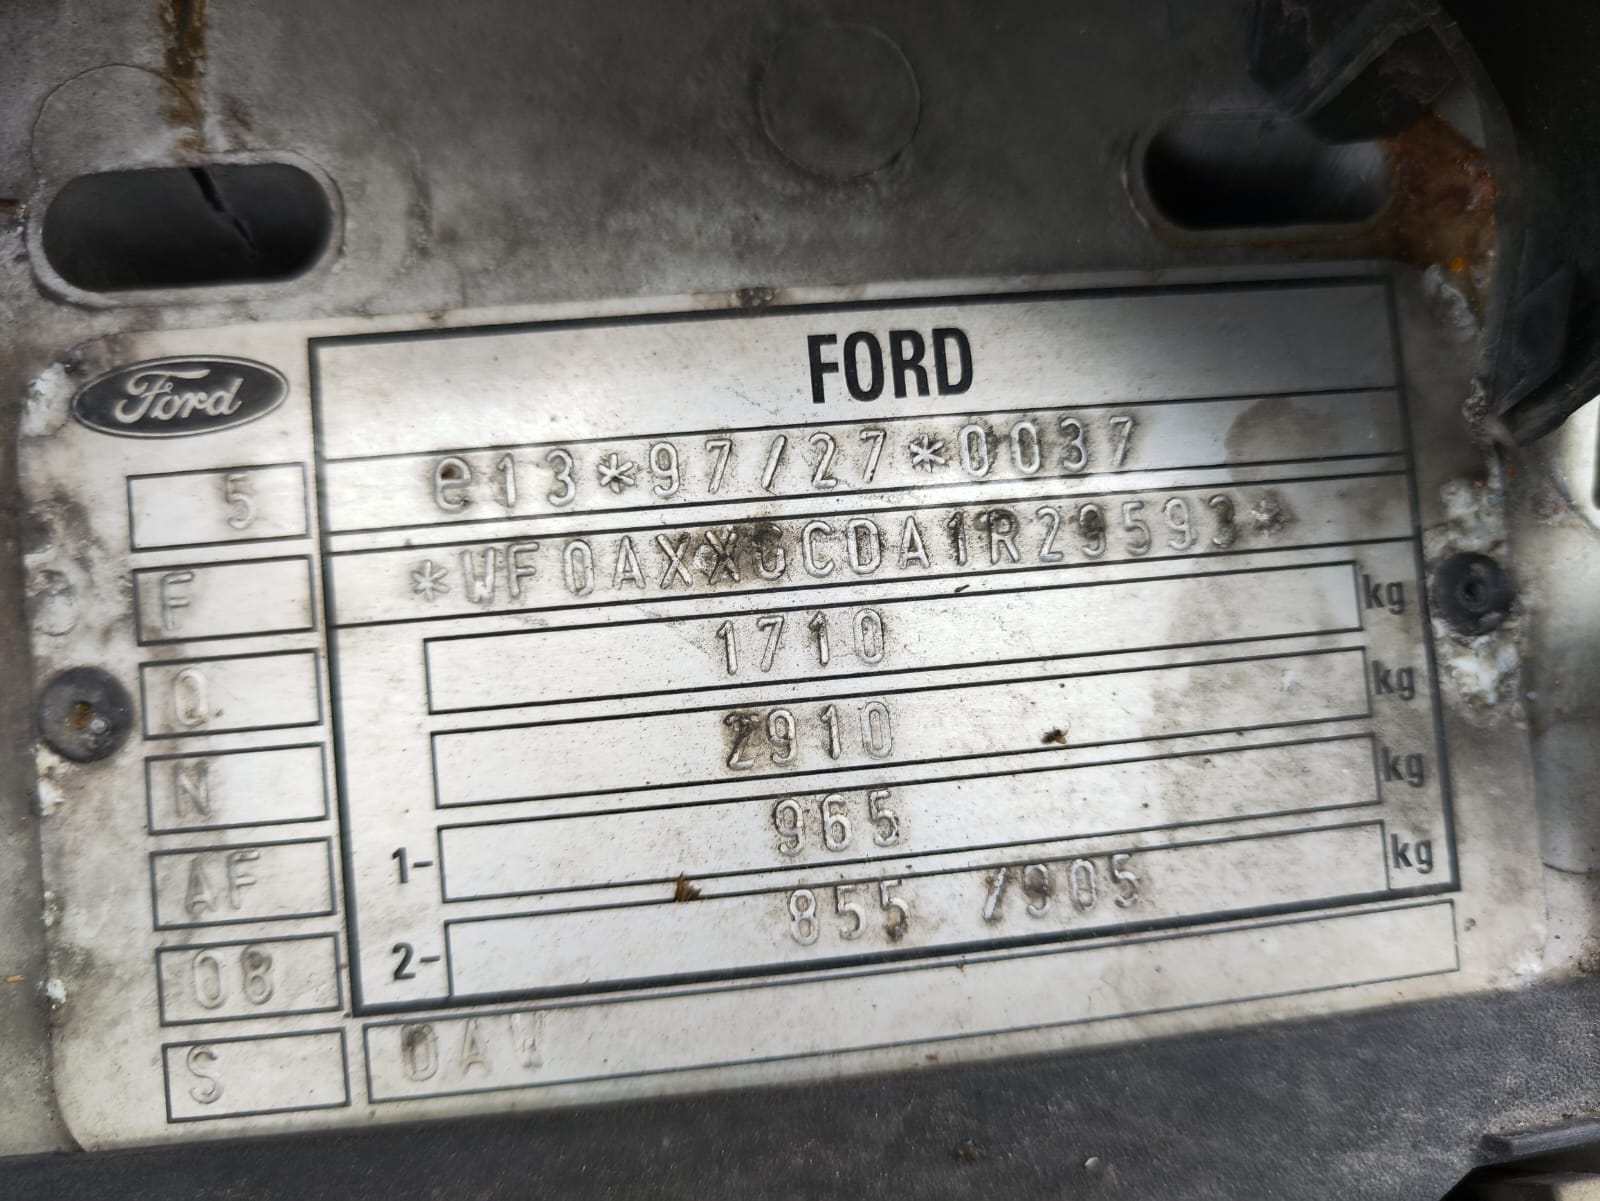 FORD
Ford
e13*97/27*0037
5
*WF0AXXGCDA1R29593*
F
1710 kg
Q
2910 kg
N
1- 965 kg
AF
2- 855 /905 kg
08
S
0AW